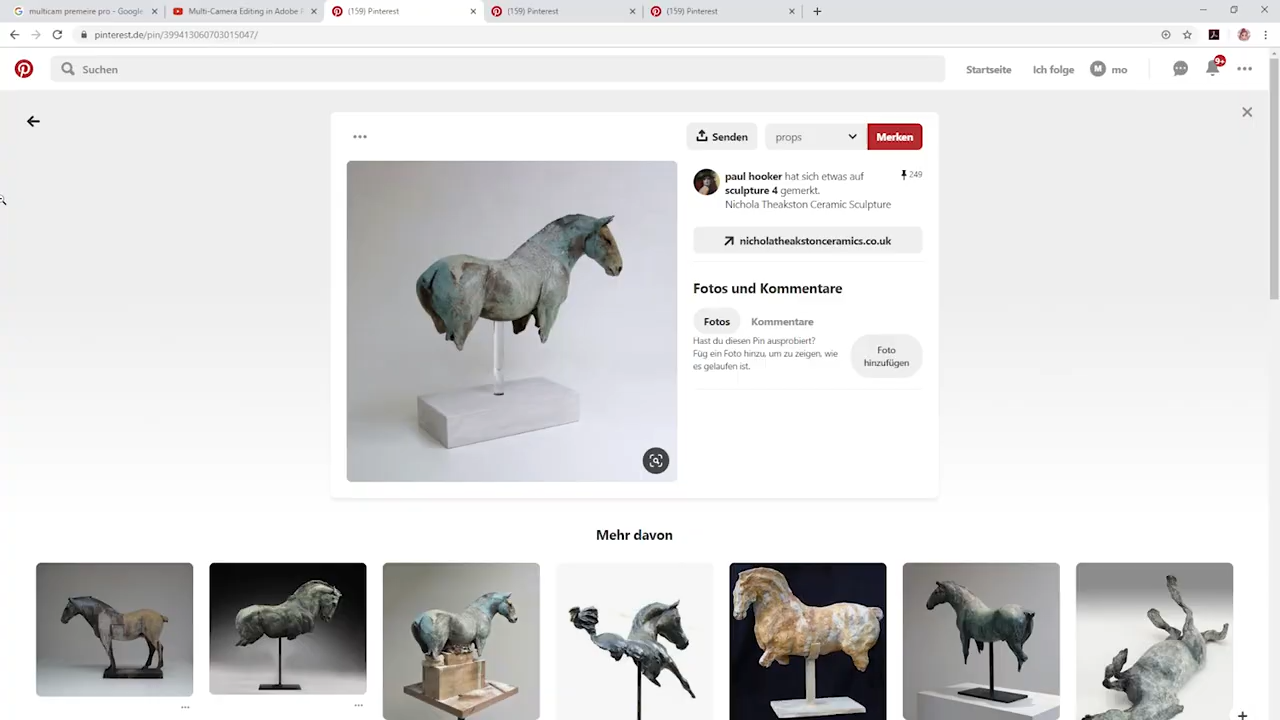 multicam premeire pro - Google
Multi-Camera Editing in Adobe P
(159) Pinterest
(159) Pinterest
(159) Pinterest
pinterest.de/pin/399413060703015047/
Suchen
Startseite
Ich folge
M
mo
9+
Senden
props
Merken
paul hooker hat sich etwas auf
sculpture 4 gemerkt.
249
Nichola Theakston Ceramic Sculpture
nicholatheakstonceramics.co.uk
Fotos und Kommentare
Fotos
Kommentare
Hast du diesen Pin ausprobiert?
Füg ein Foto hinzu, um zu zeigen, wie
es gelaufen ist.
Foto
hinzufügen
Mehr davon